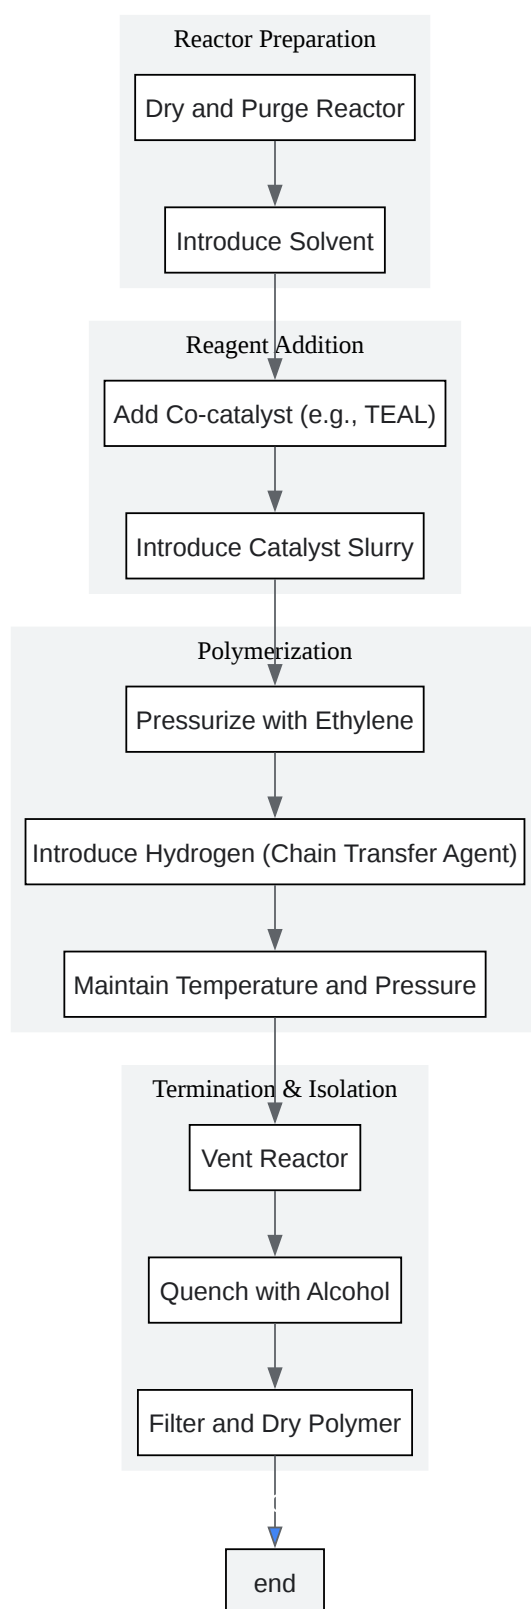 Reactor Preparation
Dry and Purge Reactor
Introduce Solvent
Reagent Addition
Add Co-catalyst (e.g., TEAL)
Introduce Catalyst Slurry
Polymerization
Pressurize with Ethylene
Introduce Hydrogen (Chain Transfer Agent)
Maintain Temperature and Pressure
Termination & Isolation
Vent Reactor
Quench with Alcohol
Filter and Dry Polymer
end